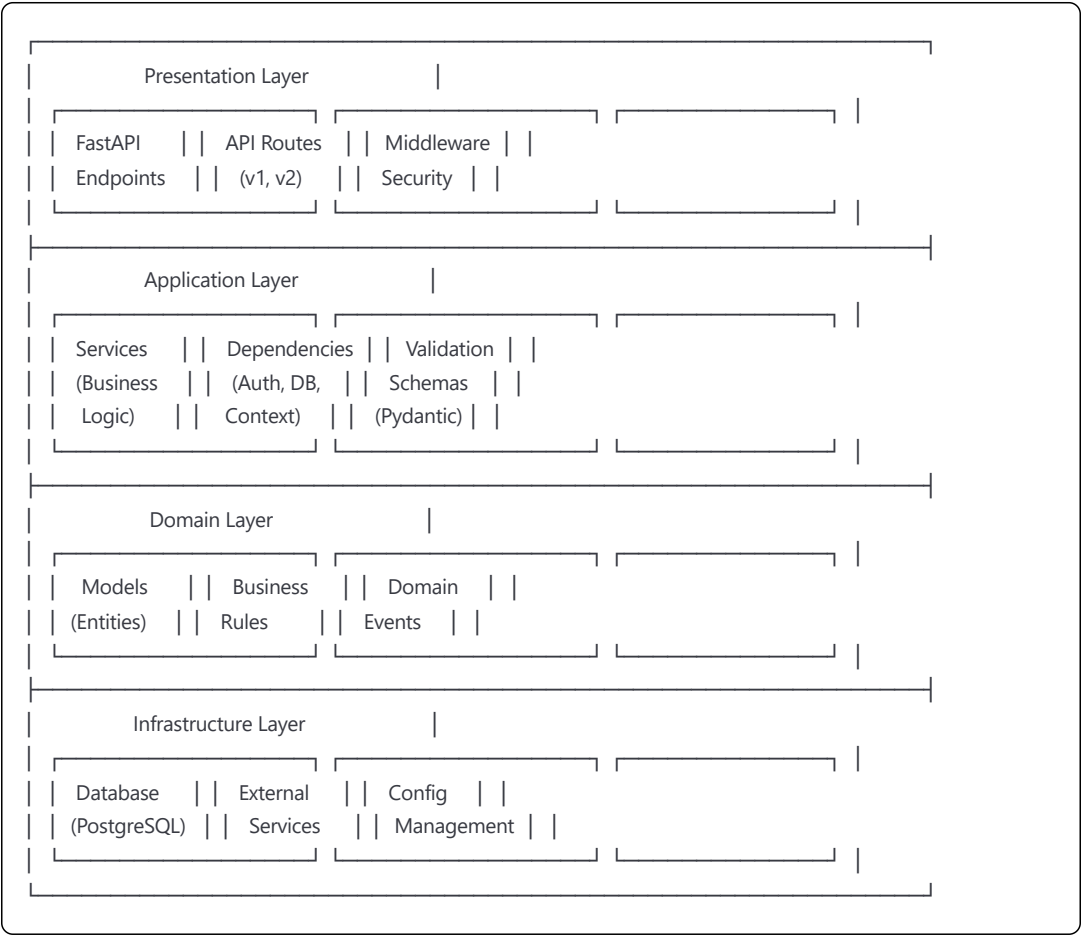 Presentation Layer
FastAPI API Routes Middleware
Endpoints (v1, v2) Security
Application Layer
Services Dependencies Validation
(Business (Auth, DB, Schemas
Logic) Context) (Pydantic)
Domain Layer
Models Business Domain
(Entities) Rules Events
Infrastructure Layer
Database External Config
(PostgreSQL) Services Management